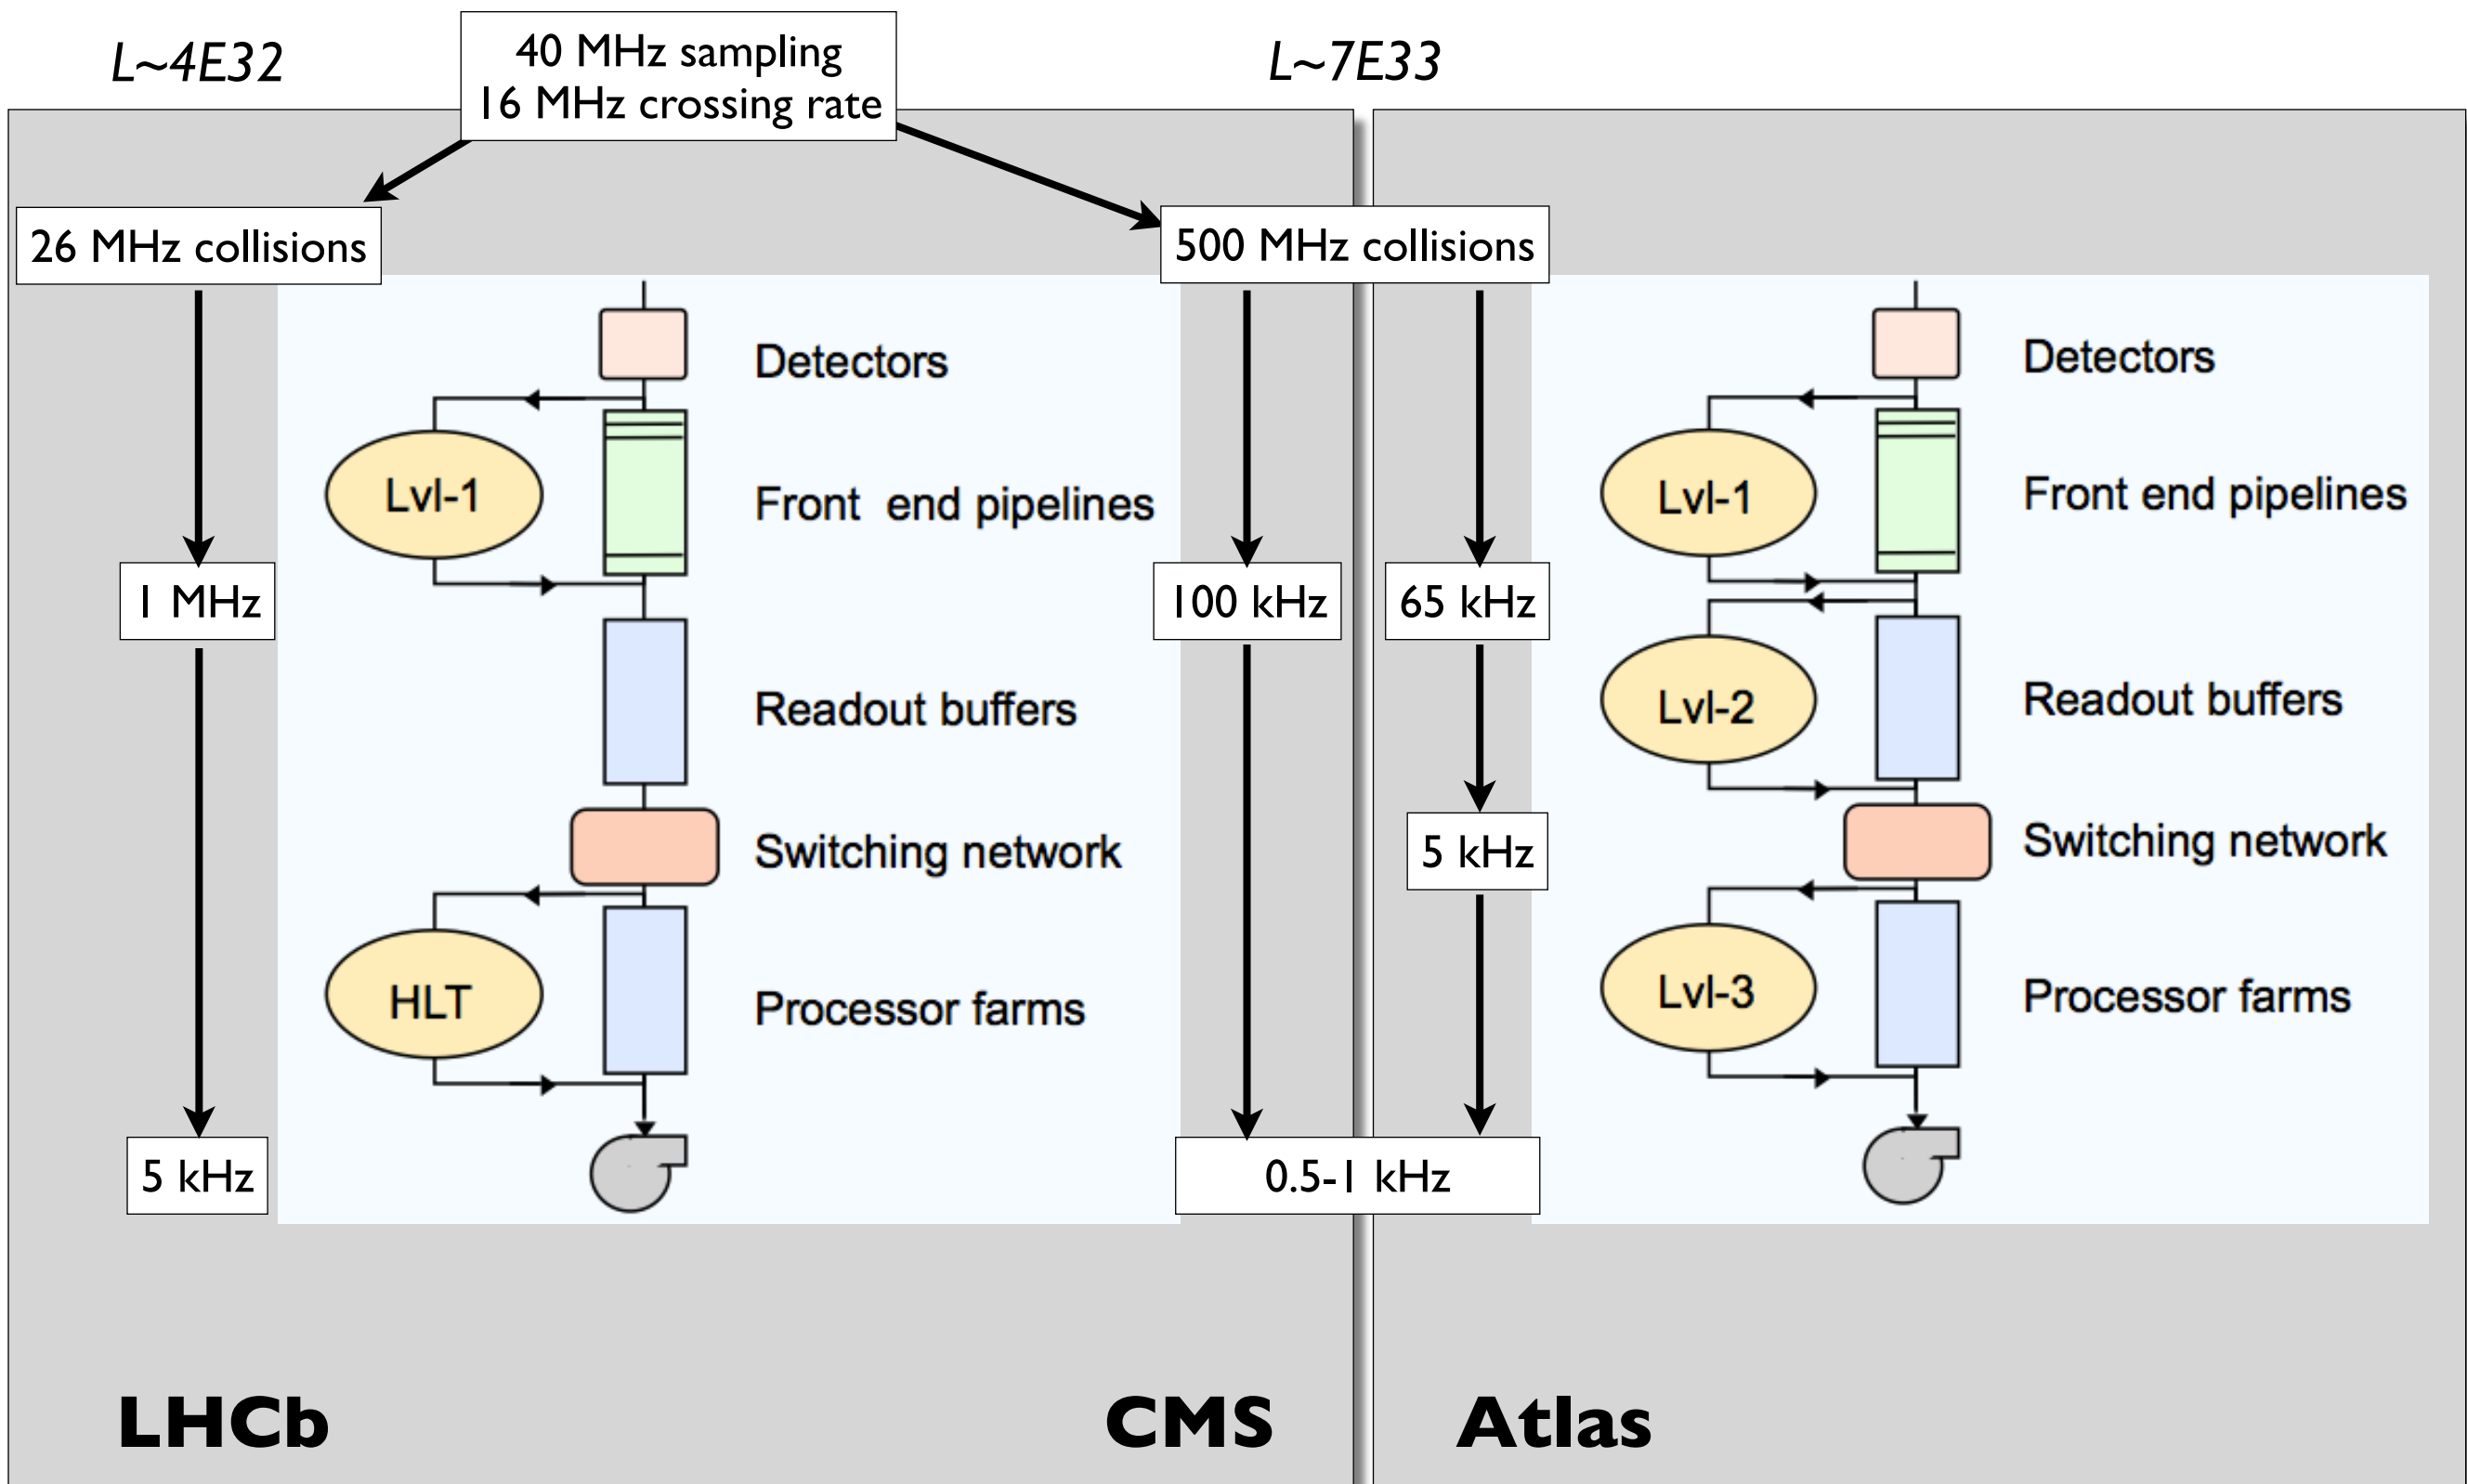 L~4E32
40 MHz sampling
16 MHz crossing rate
L~7E33
26 MHz collisions
500 MHz collisions
Detectors
Lvl-1
Front end pipelines
1 MHz
Readout buffers
Switching network
HLT
Processor farms
5 kHz
100 kHz
65 kHz
5 kHz
0.5-1 kHz
Detectors
Lvl-1
Front end pipelines
Lvl-2
Readout buffers
Switching network
Lvl-3
Processor farms
LHCb
CMS
Atlas